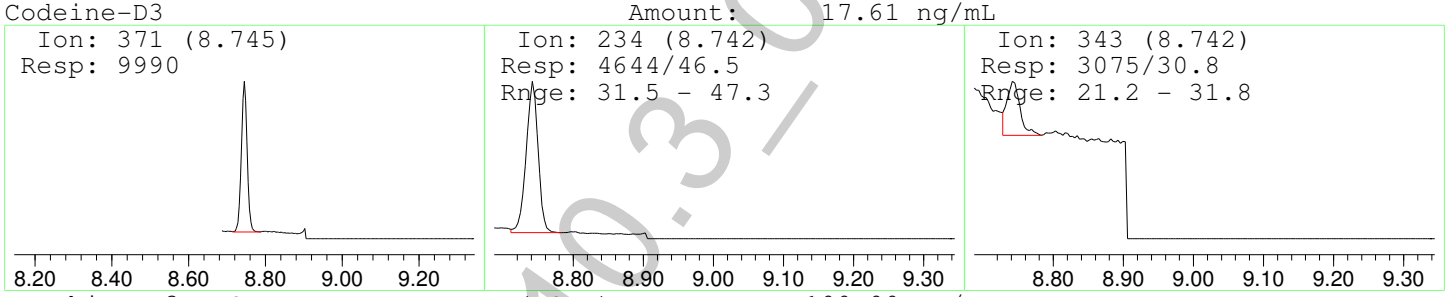 Codeine-D3 Amount: 17.61 ng/mL
Ion: 371 (8.745) Ion: 234 (8.742) Ion: 343 (8.742)
Resp: 9990 Resp: 4644/46.5 Resp: 3075/30.8
Rnge: 31.5 - 47.3 Rnge: 21.2 - 31.8
8.20 8.40 8.60 8.80 9.00 9.20 8.80 8.90 9.00 9.10 9.20 9.30 8.80 8.90 9.00 9.10 9.20 9.30